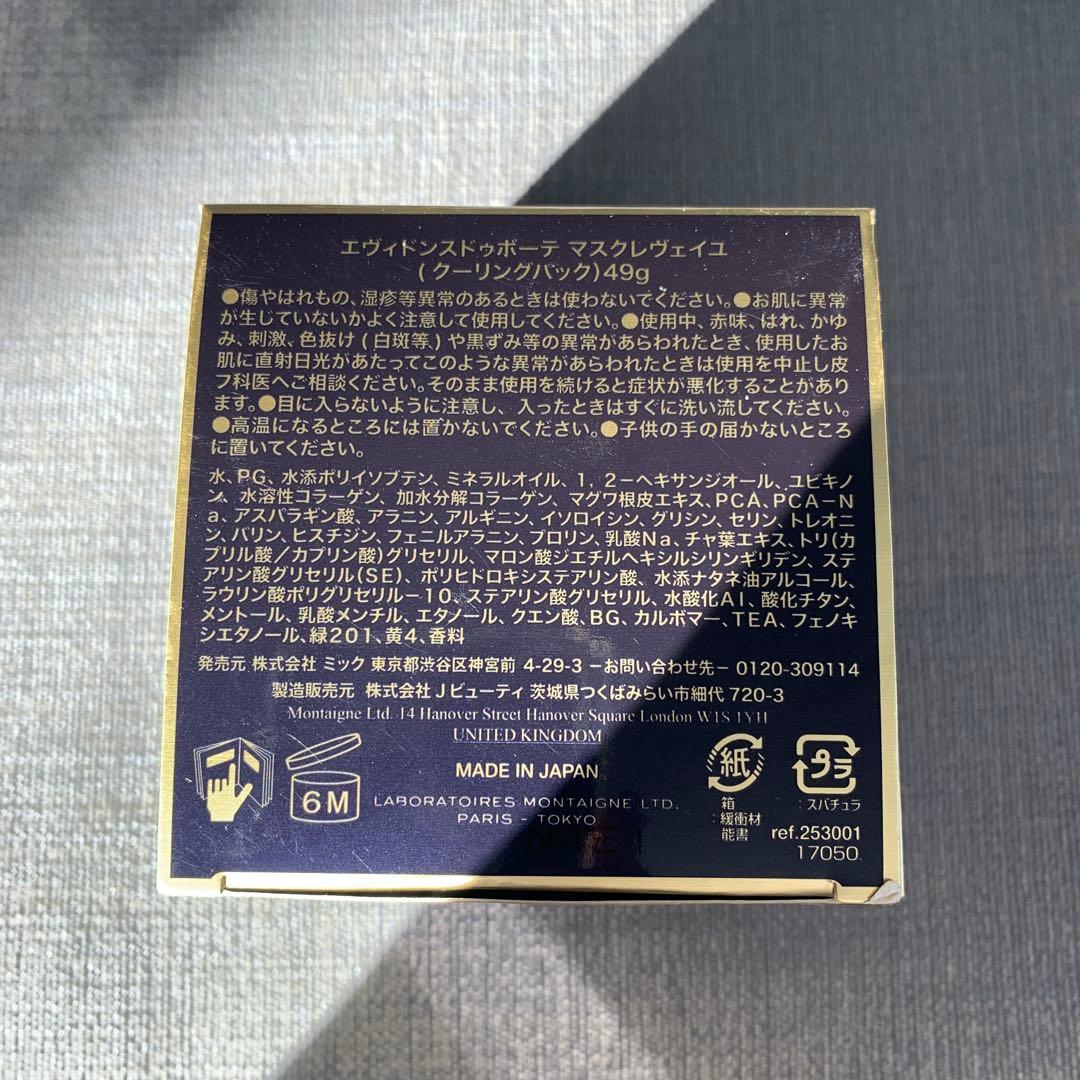 エヴィドンストゥボーテ マスクレヴェイユ
(クーリングパック)49g
●傷やはれもの、湿疹等異常のあるときは使わないでください。●お肌に異常
が生じていないかよく注意して使用してください。●使用中、赤味、はれ、かゆ
み、刺激、色抜け(白斑等)や黒ずみ等の異常があらわれたとき、使用したお
肌に直射日光があたってこのような異常があらわれたときは使用を中止し皮
フ科医へご相談ください。そのまま使用を続けると症状が悪化することがあり
ます。●目に入らないように注意し、入ったときはすぐに洗い流してください。
●高温になるところには置かないでください。●子供の手の届かないところ
に置いてください。
水、PG、水添ポリイソブテン、ミネラルオイル、1,2-ヘキサンジオール、ユビキノ
ン、水溶性コラーゲン、加水分解コラーゲン、マグワ根皮エキス、PCA、PCA-N
a、アスパラギン酸、アラニン、アルギニン、イソロイシン、グリシン、セリン、トレオニ
ン、バリン、ヒスチジン、フェニルアラニン、プロリン、乳酸Na、チャ葉エキス、トリ(カ
プリル酸/カプリン酸)グリセリル、マロン酸ジエチルヘキシルシリンギリデン、ステ
アリン酸グリセリル(SE)、ポリヒドロキシステアリン酸、水添ナタネ油アルコール、
ラウリン酸ポリグリセリル-10、ステアリン酸グリセリル、水酸化Al、酸化チタン、
メントール、乳酸メンチル、エタノール、クエン酸、BG、カルボマー、TEA、フェノキ
シエタノール、緑201、黄4、香料
発売元 株式会社 ミック 東京都渋谷区神宮前 4-29-3 -お問い合わせ先- 0120-309114
製造販売元 株式会社Jビューティ 茨城県つくばみらい市細代 720-3
Montaigne Ltd. 14 Hanover Street Hanover Square London W1S 1YH
UNITED KINGDOM
MADE IN JAPAN
6M
LABORATOIRES MONTAIGNE LTD.
PARIS - TOKYO
紙
箱
:緩衝材
能書
プラ
:スパチュラ
ref.253001
17050